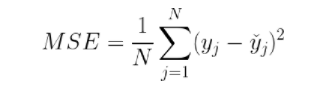 MSE = \frac{1}{N} \sum_{j=1}^{N} (y_j - \check{y}_j)^2